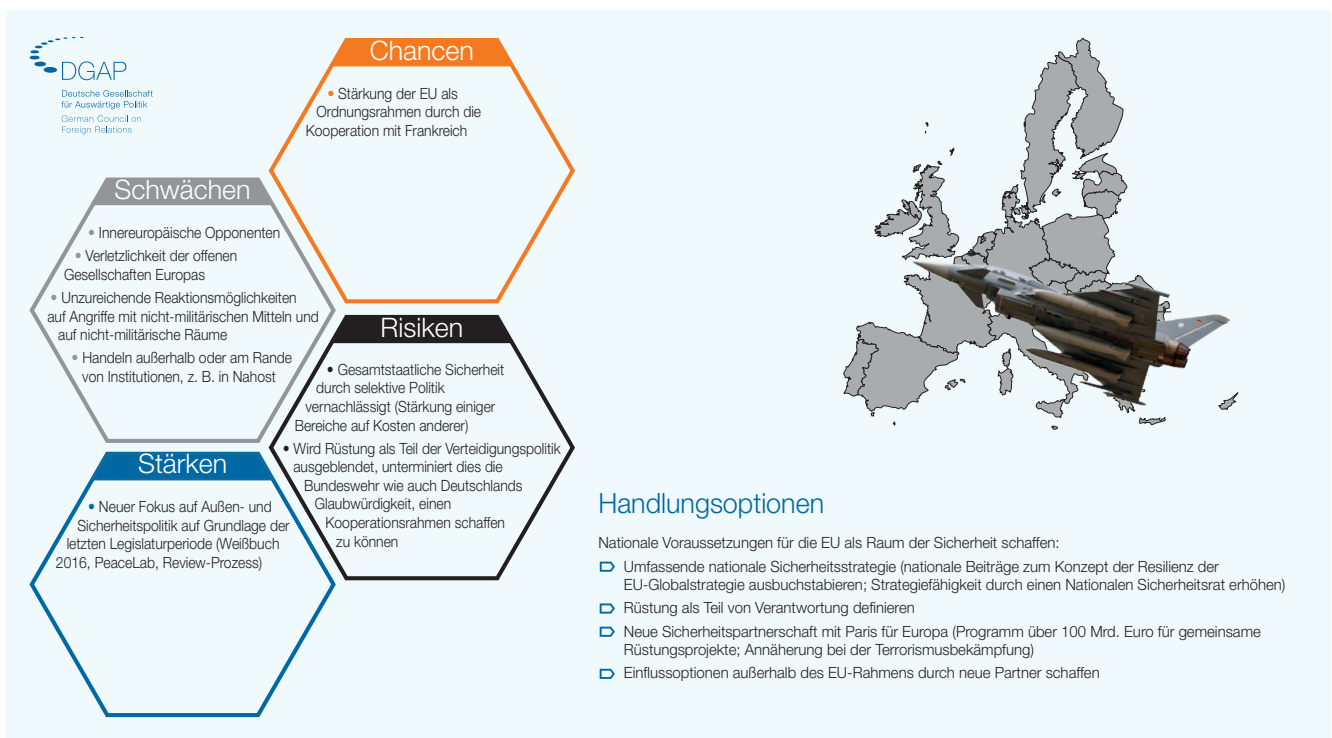 DGAP
Deutsche Gesellschaft
für Auswärtige Politik
German Council on
Foreign Relations
Chancen
• Stärkung der EU als
Ordnungsrahmen durch die
Kooperation mit Frankreich
Schwächen
• Innereuropäische Opponenten
• Verletzlichkeit der offenen
Gesellschaften Europas
• Unzureichende Reaktionsmöglichkeiten
auf Angriffe mit nicht-militärischen Mitteln und
auf nicht-militärische Räume
• Handeln außerhalb oder am Rande
von Institutionen, z. B. in Nahost
Risiken
• Gesamtstaatliche Sicherheit
durch selektive Politik
vernachlässigt (Stärkung einiger
Bereiche auf Kosten anderer)
• Wird Rüstung als Teil der Verteidigungspolitik
ausgeblendet, unterminiert dies die
Bundeswehr wie auch Deutschlands
Glaubwürdigkeit, einen
Kooperationsrahmen schaffen
zu können
Stärken
• Neuer Fokus auf Außen- und
Sicherheitspolitik auf Grundlage der
letzten Legislaturperiode (Weißbuch
2016, PeaceLab, Review-Prozess)
Handlungsoptionen
Nationale Voraussetzungen für die EU als Raum der Sicherheit schaffen:
Umfassende nationale Sicherheitsstrategie (nationale Beiträge zum Konzept der Resilienz der
EU-Globalstrategie ausbuchstabieren; Strategiefähigkeit durch einen Nationalen Sicherheitsrat erhöhen)
Rüstung als Teil von Verantwortung definieren
Neue Sicherheitspartnerschaft mit Paris für Europa (Programm über 100 Mrd. Euro für gemeinsame
Rüstungsprojekte; Annäherung bei der Terrorismusbekämpfung)
Einflussoptionen außerhalb des EU-Rahmens durch neue Partner schaffen